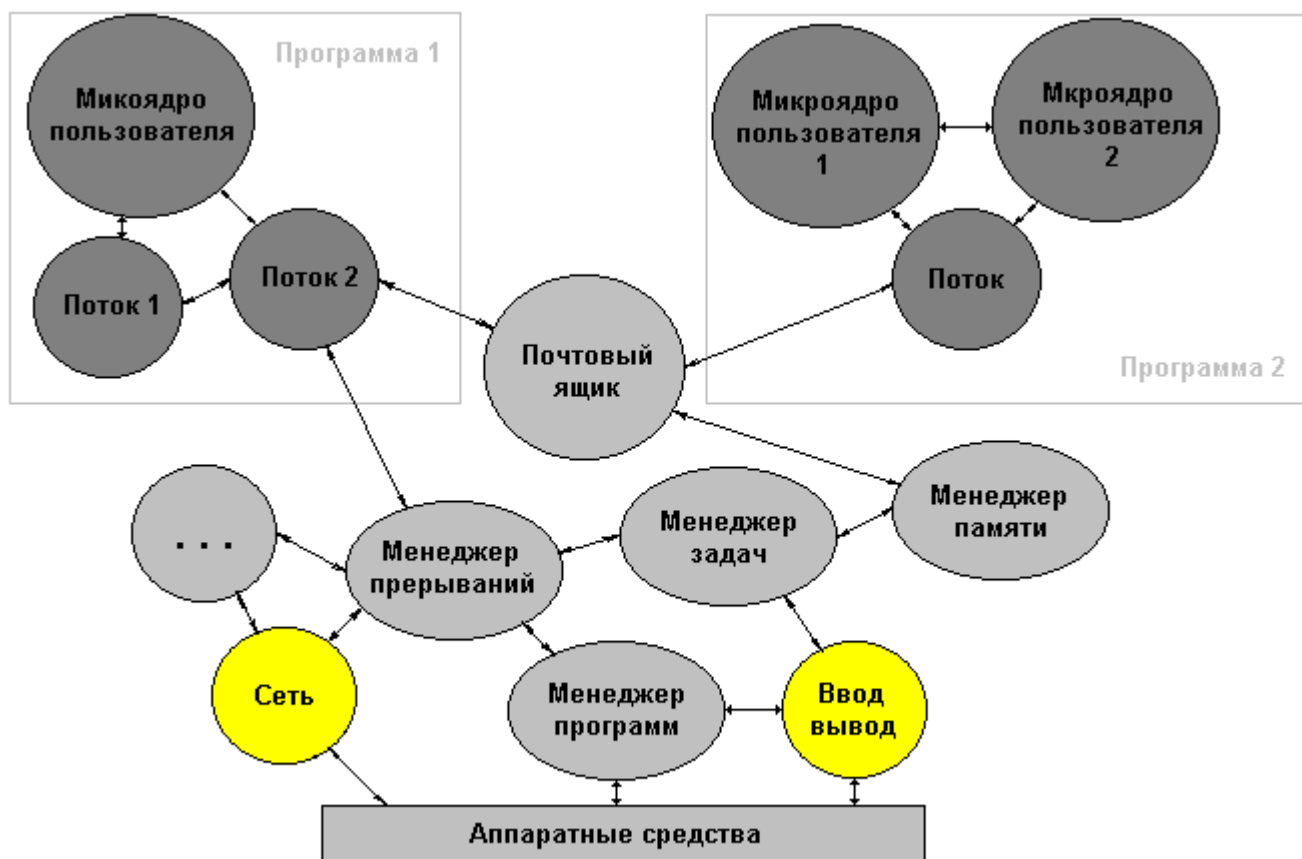 Программа 1
Микоядро
пользователя
Поток 1
Поток 2
Микроядро
пользователя
1
Мкроядро
пользователя
2
Поток
Программа 2
Почтовый
ящик
. . .
Менеджер
прерываний
Менеджер
задач
Менеджер
памяти
Сеть
Менеджер
программ
Ввод
вывод
Аппаратные средства